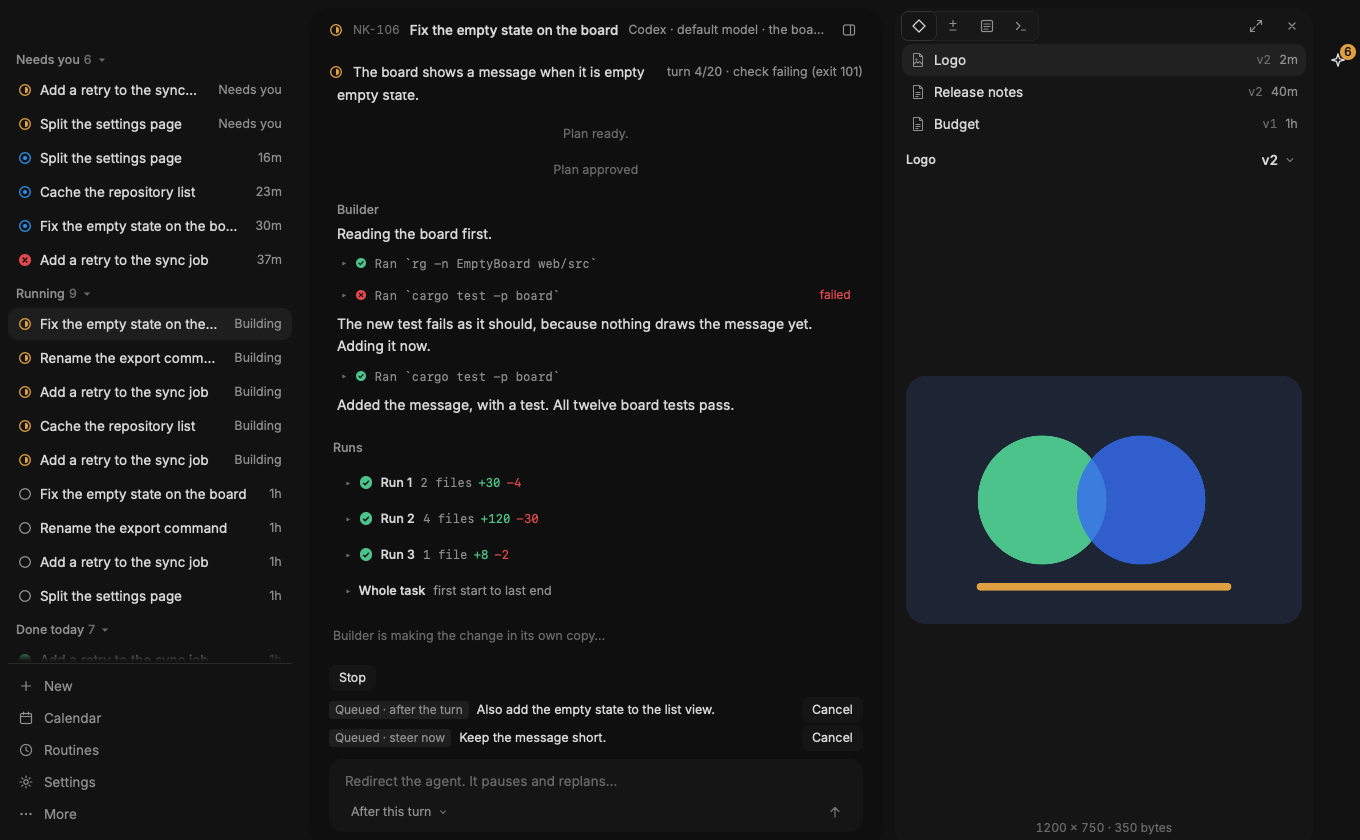 Needs you 6
Add a retry to the sync... Needs you
Split the settings page Needs you
Split the settings page 16m
Cache the repository list 23m
Fix the empty state on the bo... 30m
Add a retry to the sync job 37m
Running 9
Fix the empty state on the... Building
Rename the export comm... Building
Add a retry to the sync job Building
Cache the repository list Building
Add a retry to the sync job Building
Fix the empty state on the board 1h
Rename the export command 1h
Add a retry to the sync job 1h
Split the settings page 1h
Done today 7
Add a retry to the sync job 1h
New
Calendar
Routines
Settings
More
NK-106 Fix the empty state on the board Codex · default model · the boa...
The board shows a message when it is empty turn 4/20 · check failing (exit 101)
empty state.
Plan ready.
Plan approved
Builder
Reading the board first.
Ran `rg -n EmptyBoard web/src`
Ran `cargo test -p board` failed
The new test fails as it should, because nothing draws the message yet.
Adding it now.
Ran `cargo test -p board`
Added the message, with a test. All twelve board tests pass.
Runs
Run 1 2 files +30 −4
Run 2 4 files +120 −30
Run 3 1 file +8 −2
Whole task first start to last end
Builder is making the change in its own copy...
Stop
Queued · after the turn Also add the empty state to the list view. Cancel
Queued · steer now Keep the message short. Cancel
Redirect the agent. It pauses and replans...
After this turn
Logo v2 2m
Release notes v2 40m
Budget v1 1h
Logo v2
1200 × 750 · 350 bytes
6